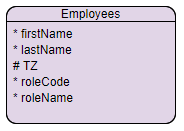 Employees
* firstName
* lastName
# TZ
* roleCode
* roleName